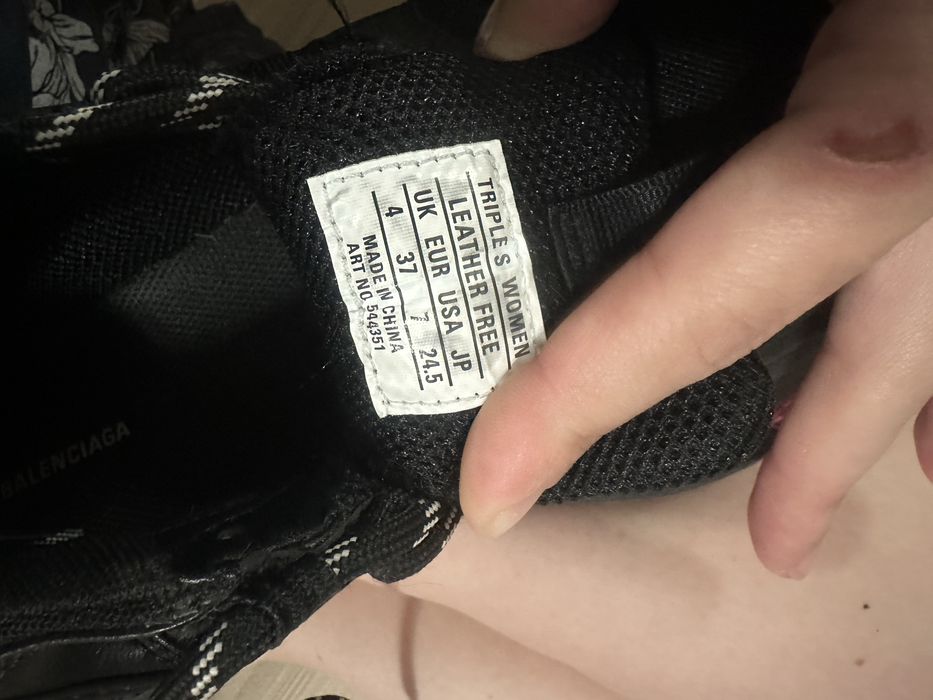 TRIPLE S WOMEN
LEATHER FREE
UK EUR USA JP
4 37 7 24.5
MADE IN CHINA
ART NO 544351
BALENCIAGA